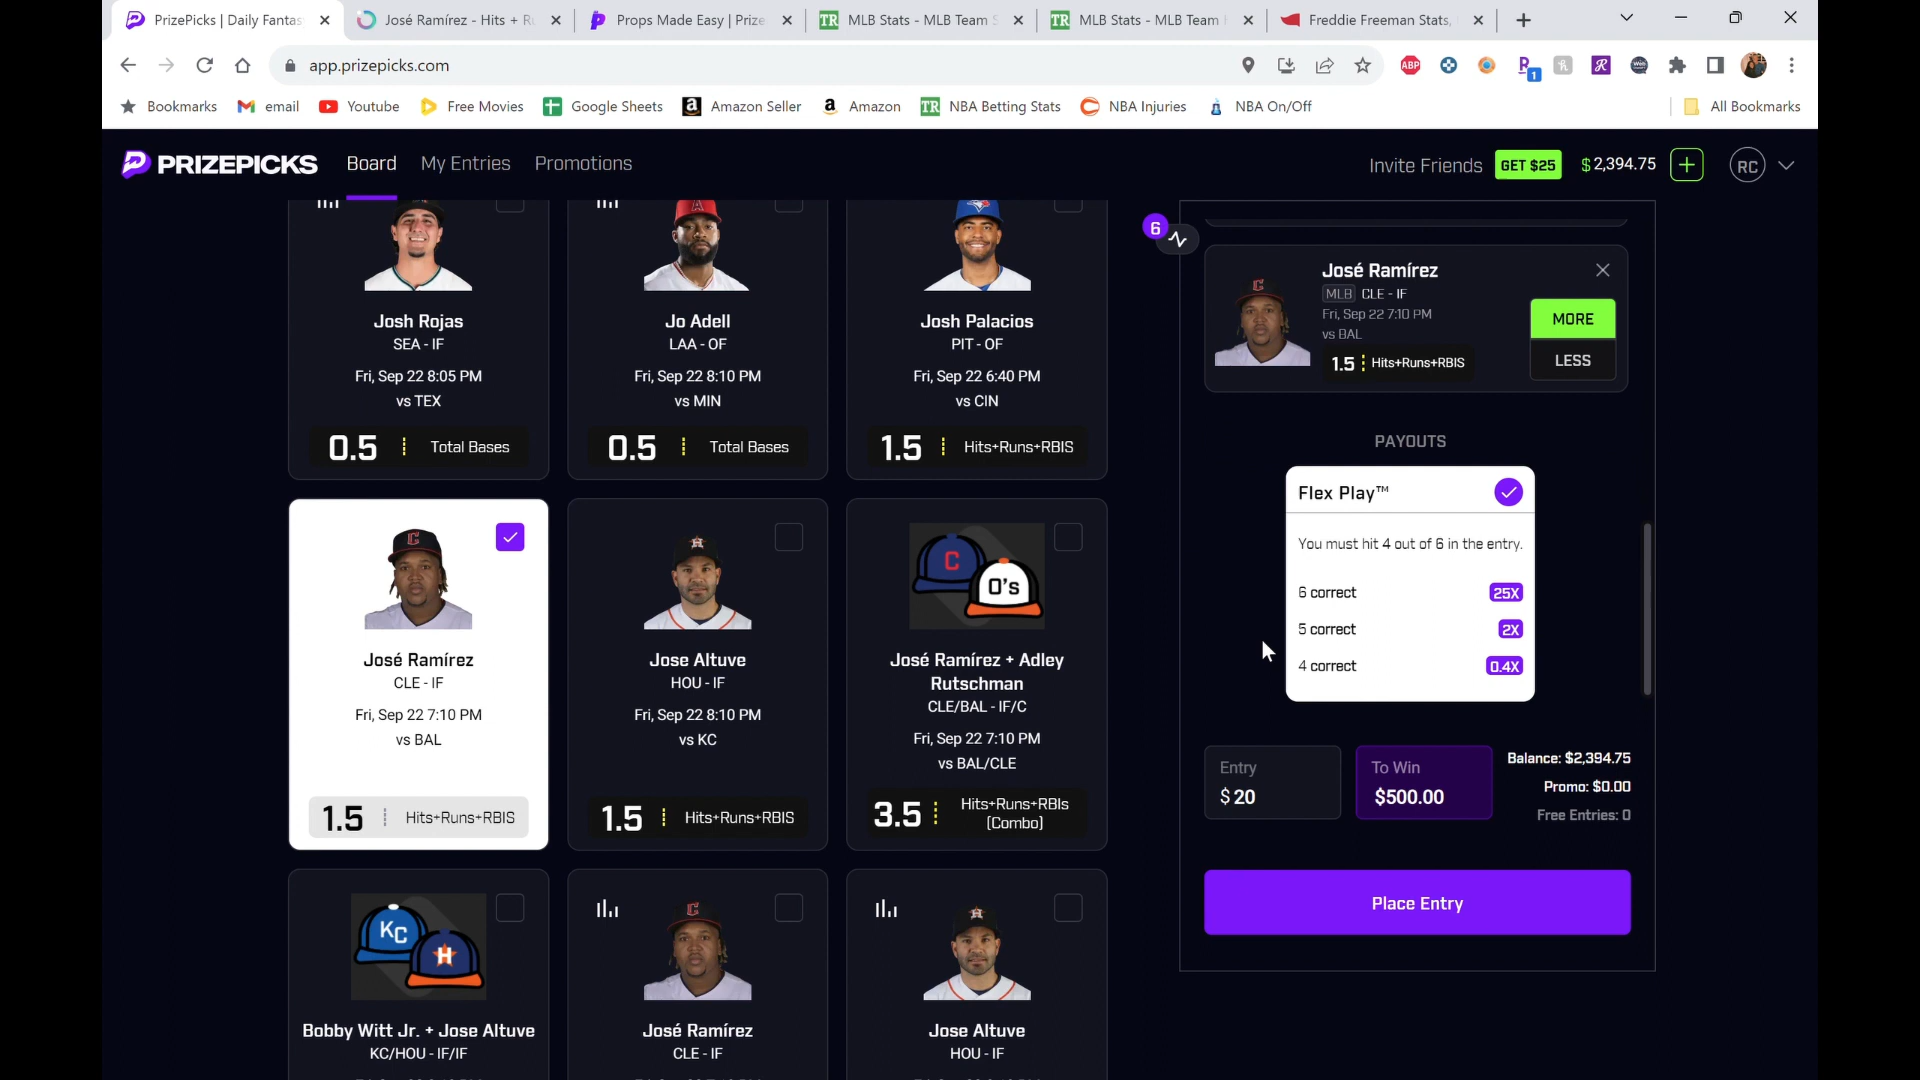 PrizePicks | Daily Fantas
José Ramírez - Hits + Ru
Props Made Easy | Prize
TR MLB Stats - MLB Team S
TR MLB Stats - MLB Team
Freddie Freeman Stats,
app.prizepicks.com
ABP
1
Bookmarks
email
Youtube
Free Movies
Google Sheets
Amazon Seller
Amazon
TR NBA Betting Stats
NBA Injuries
NBA On/Off
All Bookmarks
PRIZEPICKS
Board
My Entries
Promotions
Invite Friends
GET $25
$2,394.75
RC
Josh Rojas
SEA - IF
Fri, Sep 22 8:05 PM
vs TEX
0.5 Total Bases
Jo Adell
LAA - OF
Fri, Sep 22 8:10 PM
vs MIN
0.5 Total Bases
Josh Palacios
PIT - OF
Fri, Sep 22 6:40 PM
vs CIN
1.5 Hits+Runs+RBIS
José Ramírez
CLE - IF
Fri, Sep 22 7:10 PM
vs BAL
1.5 Hits+Runs+RBIS
Jose Altuve
HOU - IF
Fri, Sep 22 8:10 PM
vs KC
1.5 Hits+Runs+RBIS
C
O's
José Ramírez + Adley
Rutschman
CLE/BAL - IF/C
Fri, Sep 22 7:10 PM
vs BAL/CLE
3.5 Hits+Runs+RBIs
(Combo)
KC
H
Bobby Witt Jr. + Jose Altuve
KC/HOU - IF/IF
José Ramírez
CLE - IF
Jose Altuve
HOU - IF
6
José Ramírez
MLB CLE - IF
Fri, Sep 22 7:10 PM
vs BAL
1.5 Hits+Runs+RBIS
MORE
LESS
PAYOUTS
Flex Play™
You must hit 4 out of 6 in the entry.
6 correct 25X
5 correct 2X
4 correct 0.4X
Entry
$ 20
To Win
$500.00
Balance: $2,394.75
Promo: $0.00
Free Entries: 0
Place Entry